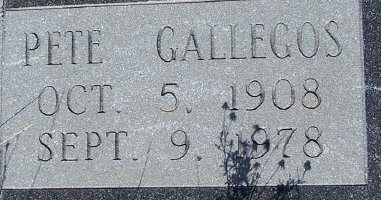 PETE GALLEGOS
OCT. 5. 1908
SEPT. 9. 1978